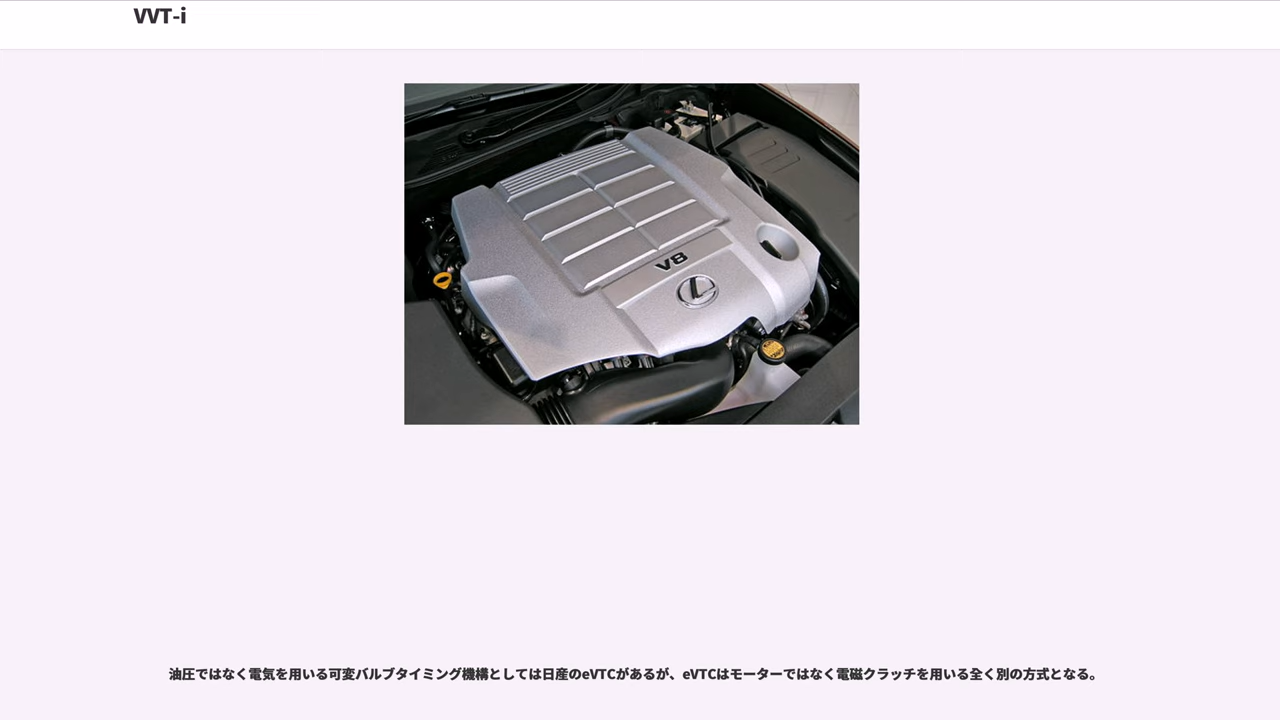 VVT-i
V8
油圧ではなく電気を用いる可変バルブタイミング機構としては日産のeVTCがあるが、eVTCはモーターではなく電磁クラッチを用いる全く別の方式となる。